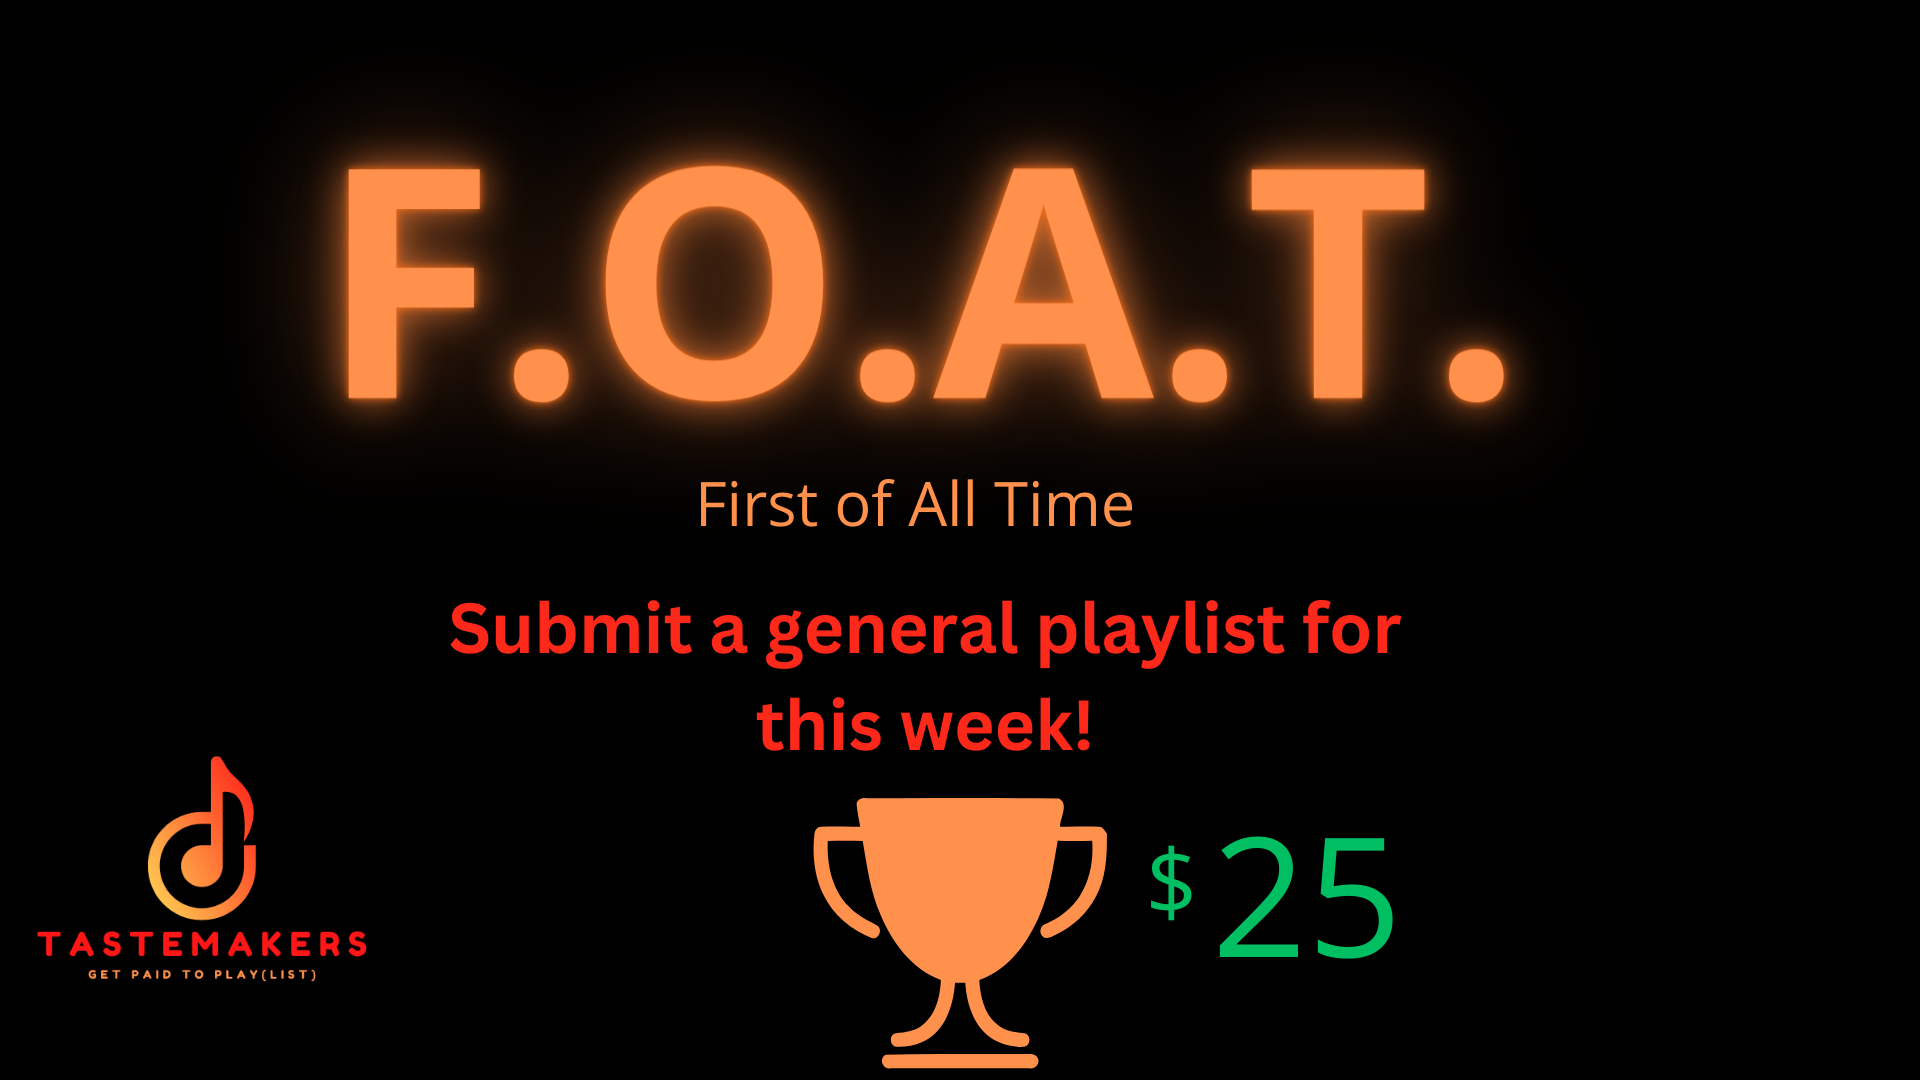 F.O.A.T.
First of All Time
Submit a general playlist for
this week!
$25
TASTEMAKERS
GET PAID TO PLAY(LIST)